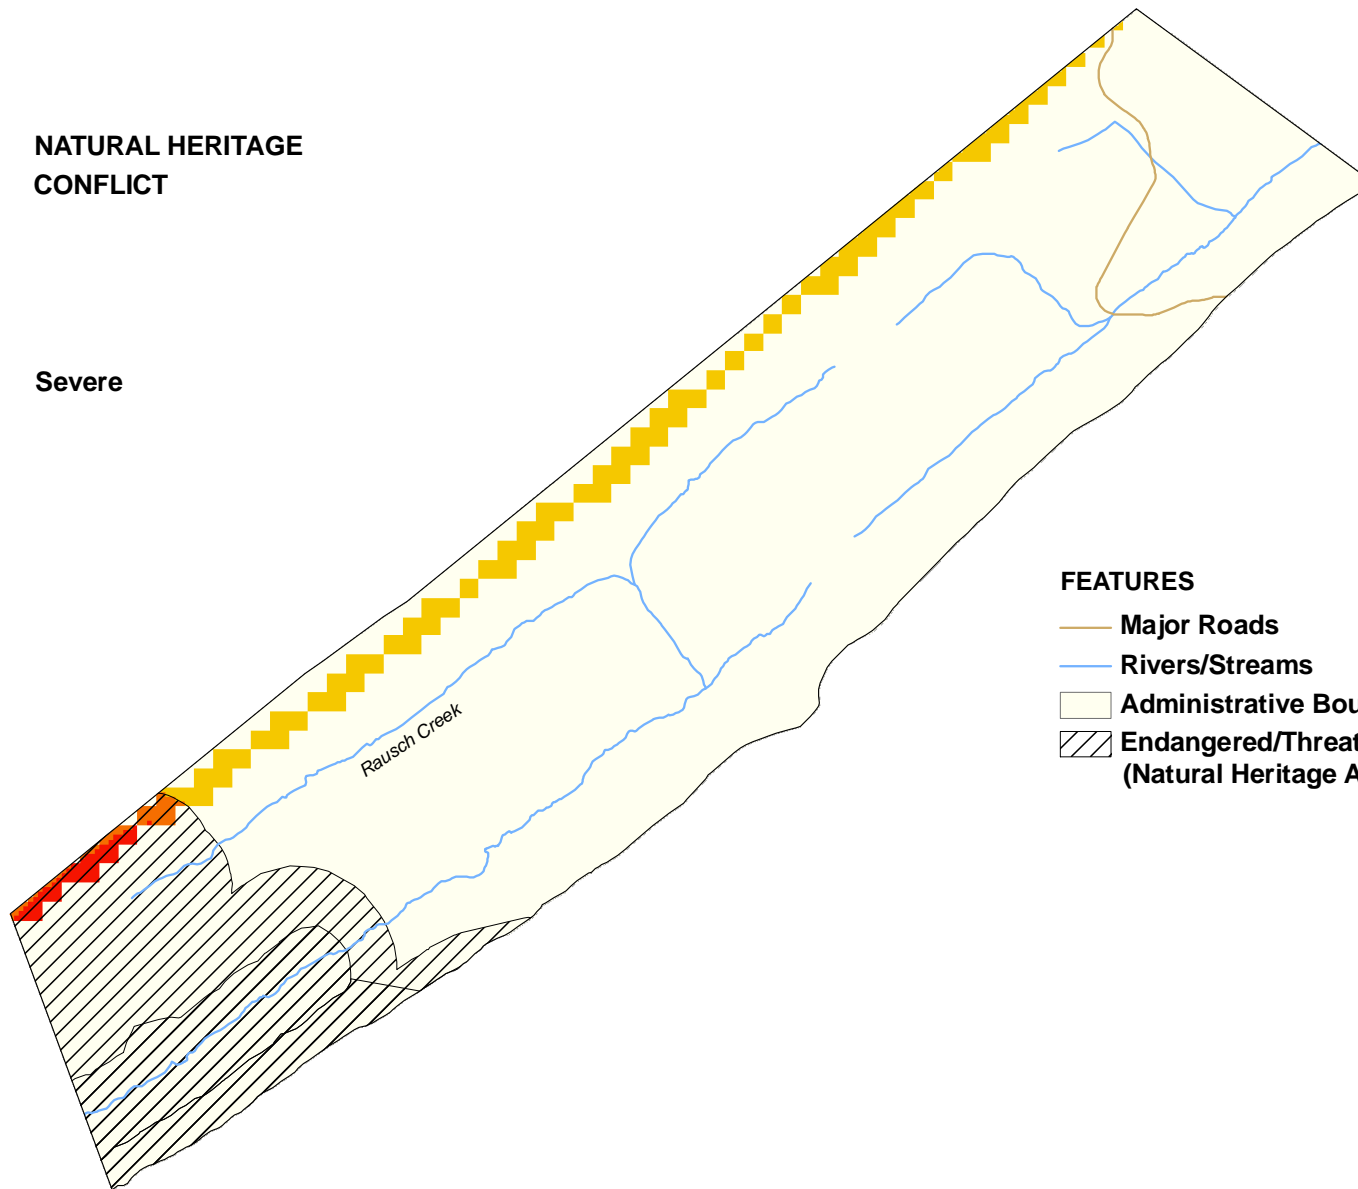 NATURAL HERITAGE
CONFLICT
Severe
Rausch Creek
FEATURES
Major Roads
Rivers/Streams
Administrative Bou
Endangered/Threat
(Natural Heritage A